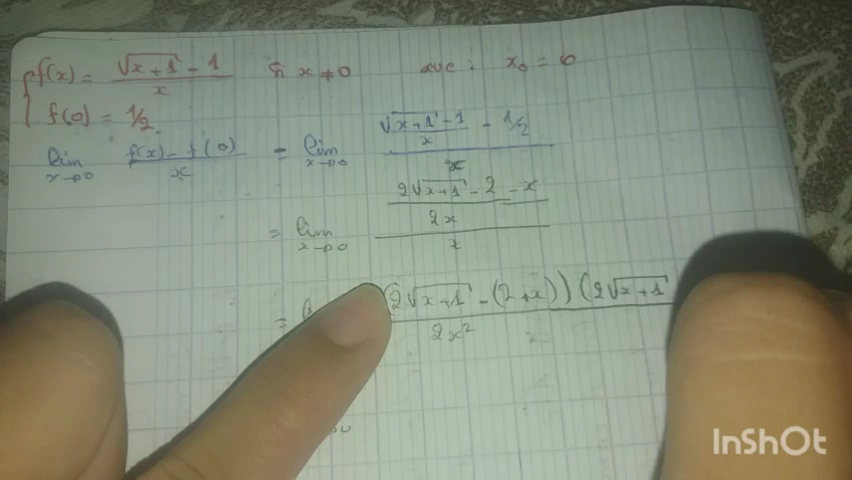 f(x) = (√(x+1) - 1)/x si x ≠ 0 avec : x₀ = 0
f(0) = 1/2
lim x→0 (f(x) - f(0))/x = lim x→0 ((√(x+1) - 1)/x - 1/2)/x
= lim x→0 ((2√(x+1) - 2 - x)/2x)/x
= (2√(x+1) - (2+x)) (2√(x+1) / 2x²
InShOt